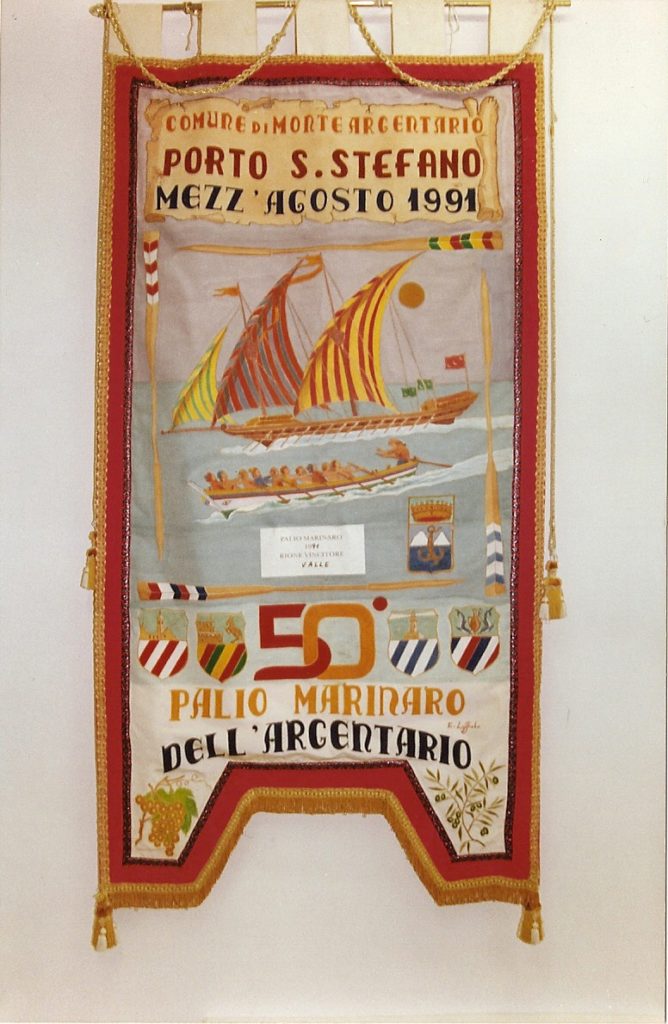 COMUNE DI MONTE ARGENTARIO
PORTO S. STEFANO
MEZZ'AGOSTO 1991
PALIO MARINARO
1991
RIONE VINCITORE
VALLE
50°
PALIO MARINARO
DELL'ARGENTARIO